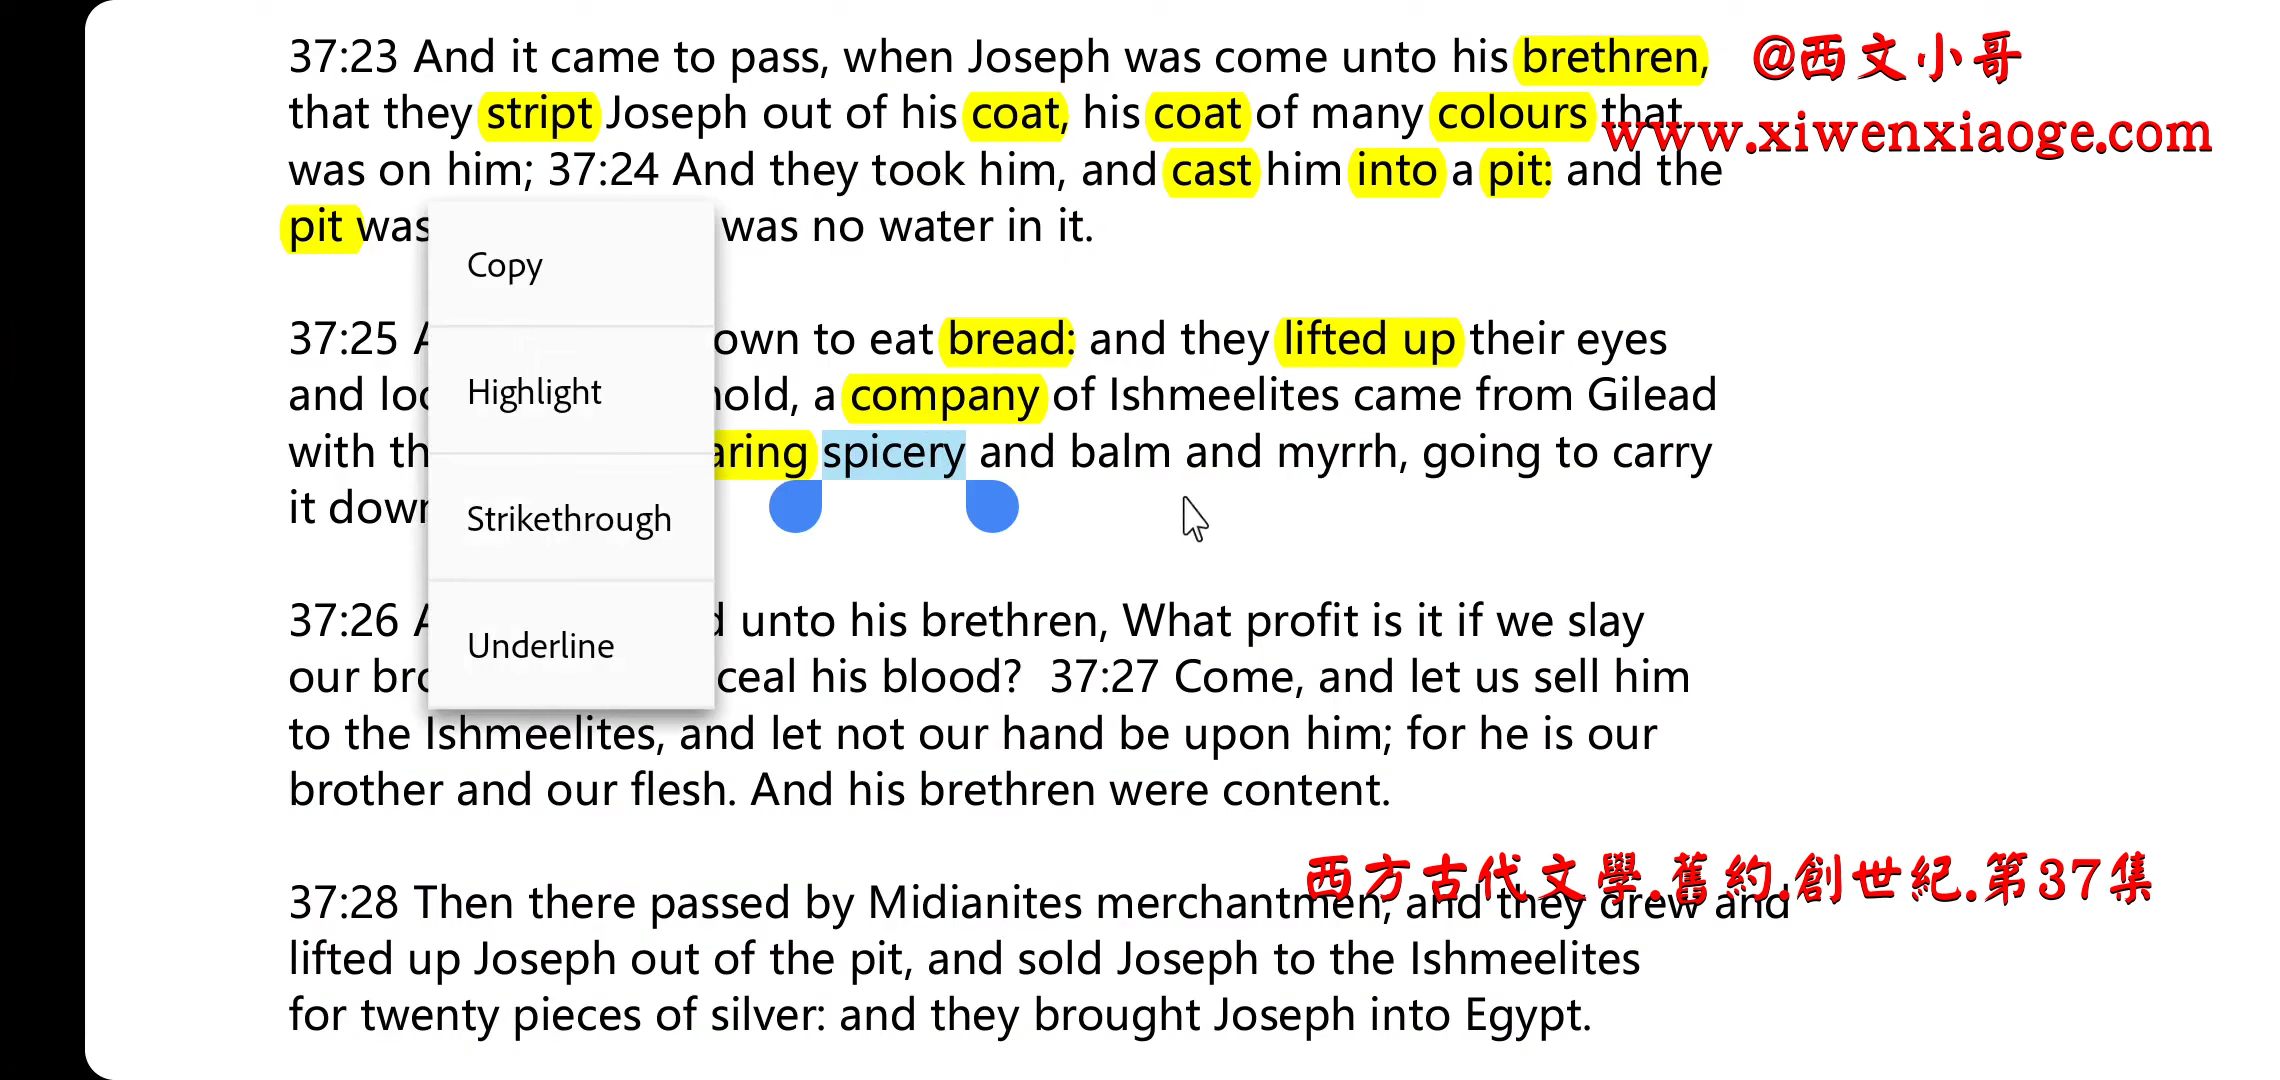 37:23 And it came to pass, when Joseph was come unto his brethren,
@西文小哥
that they stript Joseph out of his coat, his coat of many colours that
www.xiwenxiaoge.com
was on him; 37:24 And they took him, and cast him into a pit: and the
pit was was no water in it.
Copy
37:25 own to eat bread: and they lifted up their eyes
Highlight
and hold, a company of Ishmeelites came from Gilead
with aring spicery and balm and myrrh, going to carry
it down
Strikethrough
37:26 unto his brethren, What profit is it if we slay
Underline
our ceal his blood? 37:27 Come, and let us sell him
to the Ishmeelites, and let not our hand be upon him; for he is our
brother and our flesh. And his brethren were content.
西方古代文學.舊約.創世紀.第37集
37:28 Then there passed by Midianites merchantmen, and they drew and
lifted up Joseph out of the pit, and sold Joseph to the Ishmeelites
for twenty pieces of silver: and they brought Joseph into Egypt.